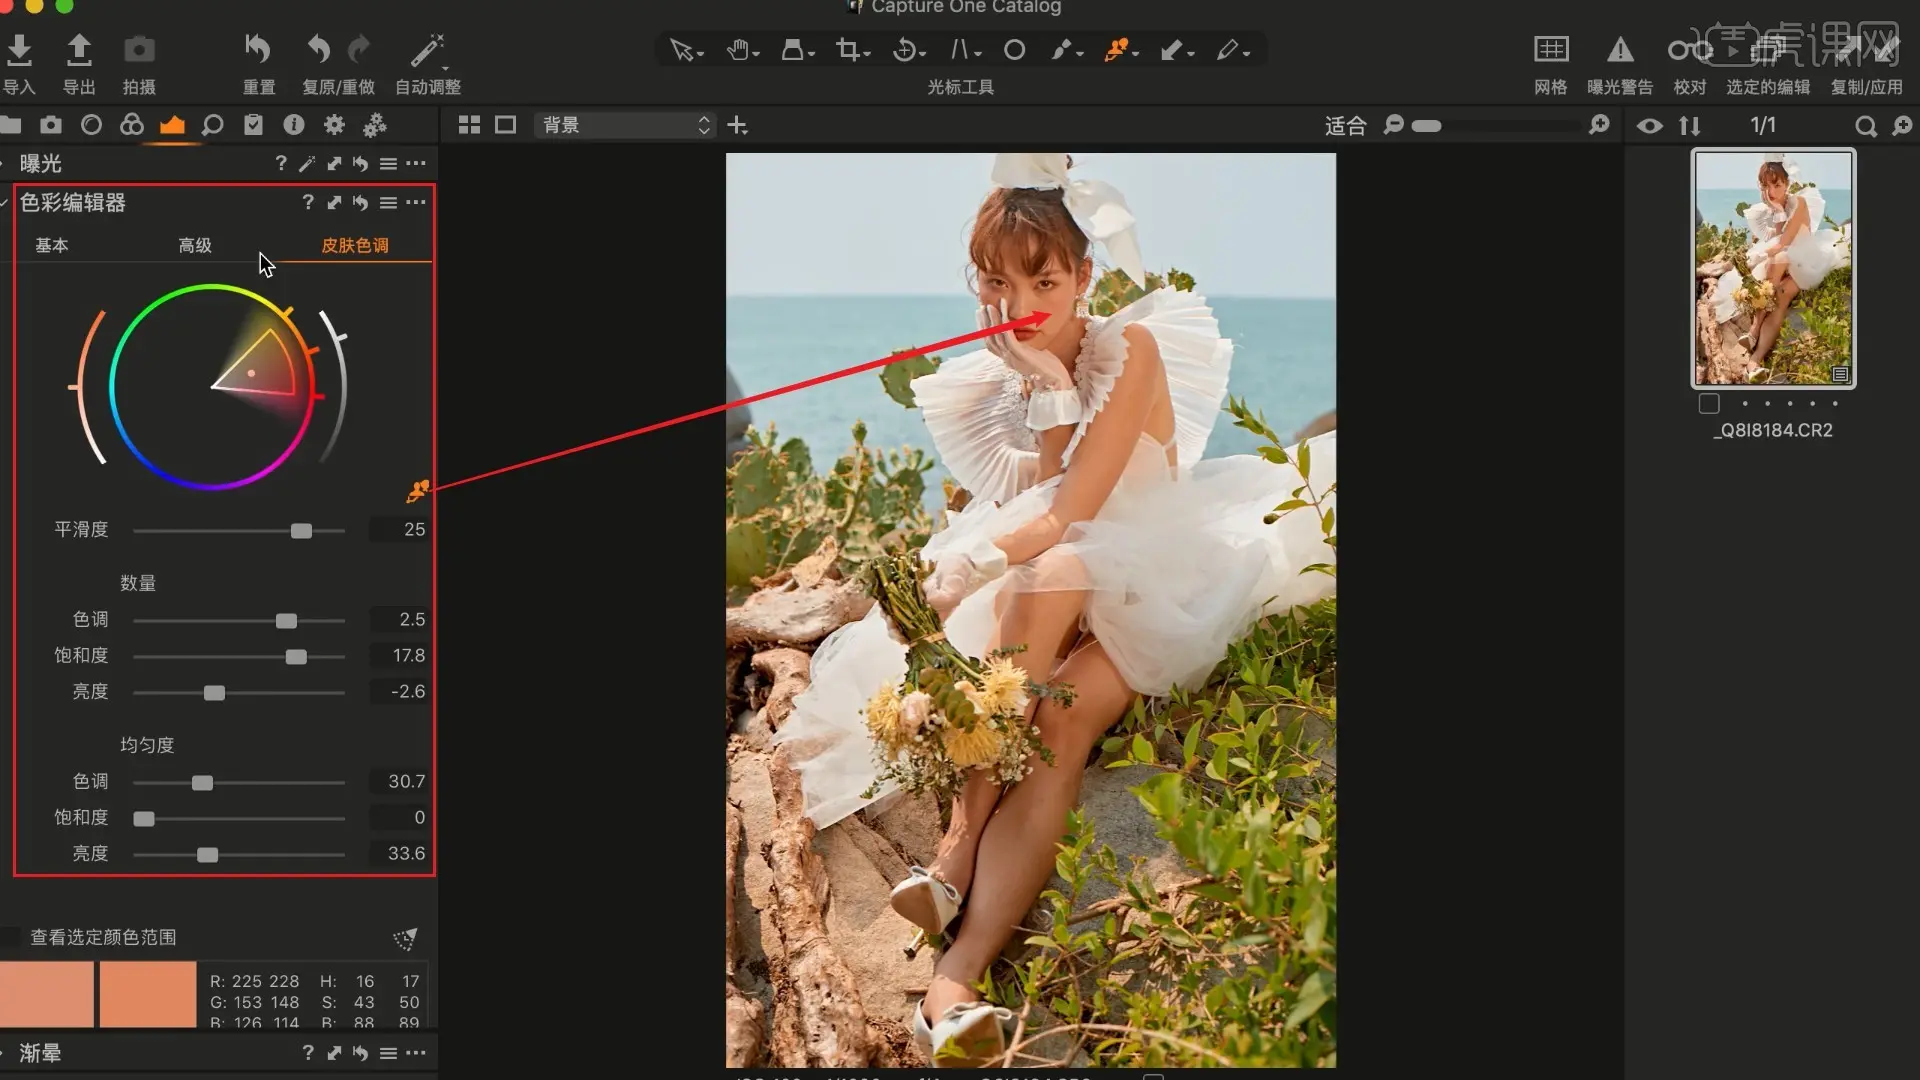 Capture One Catalog
导入
导出
拍摄
重置
复原/重做
自动调整
光标工具
网格
曝光警告
校对
选定的编辑
复制/应用
虎课网
背景
适合
1/1
曝光
色彩编辑器
基本
高级
皮肤色调
平滑度 25
数量
色调 2.5
饱和度 17.8
亮度 -2.6
均匀度
色调 30.7
饱和度 0
亮度 33.6
查看选定颜色范围
R: 225 228 H: 16 17
G: 153 148 S: 43 50
B: 126 114 B: 88 89
渐晕
_Q8I8184.CR2